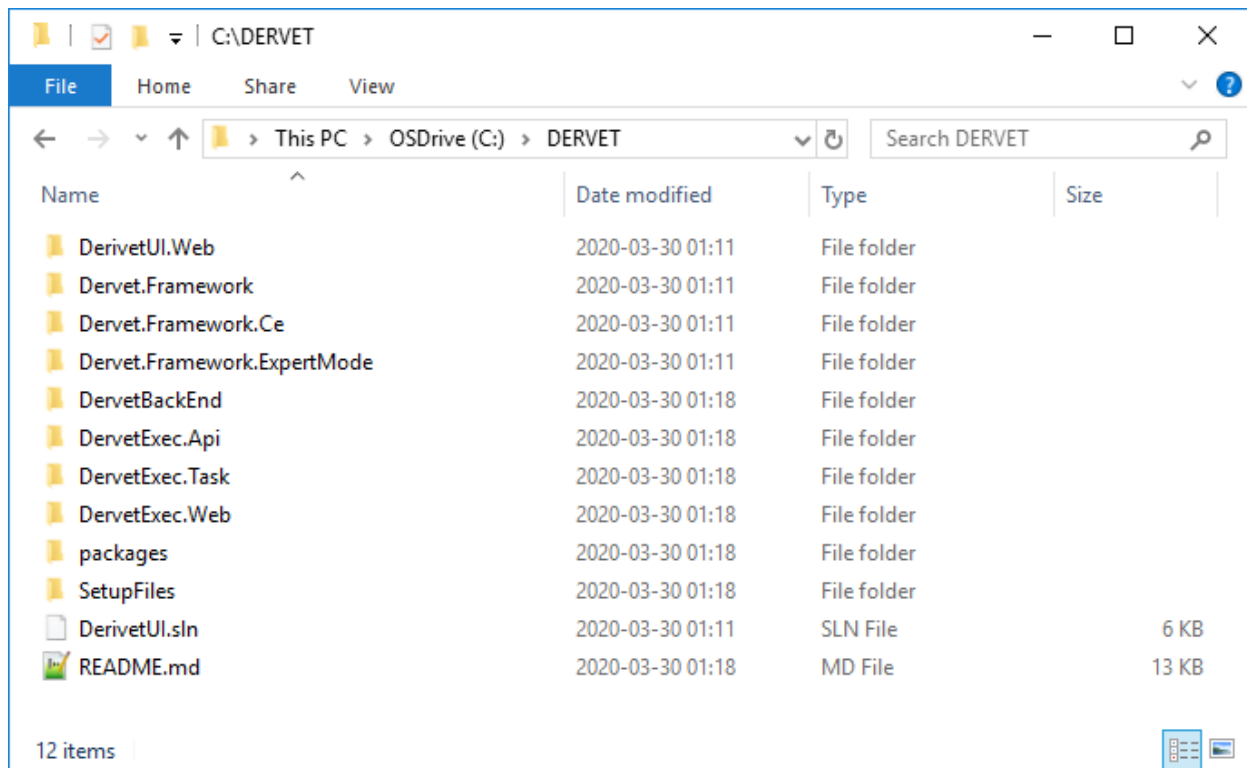 C:\DERVET
File Home Share View
This PC > OSDrive (C:) > DERVET Search DERVET
Name Date modified Type Size
DerivetUI.Web 2020-03-30 01:11 File folder
Dervet.Framework 2020-03-30 01:11 File folder
Dervet.Framework.Ce 2020-03-30 01:11 File folder
Dervet.Framework.ExpertMode 2020-03-30 01:11 File folder
DervetBackEnd 2020-03-30 01:18 File folder
DervetExec.Api 2020-03-30 01:18 File folder
DervetExec.Task 2020-03-30 01:18 File folder
DervetExec.Web 2020-03-30 01:18 File folder
packages 2020-03-30 01:18 File folder
SetupFiles 2020-03-30 01:18 File folder
DerivetUI.sln 2020-03-30 01:11 SLN File 6 KB
README.md 2020-03-30 01:18 MD File 13 KB
12 items